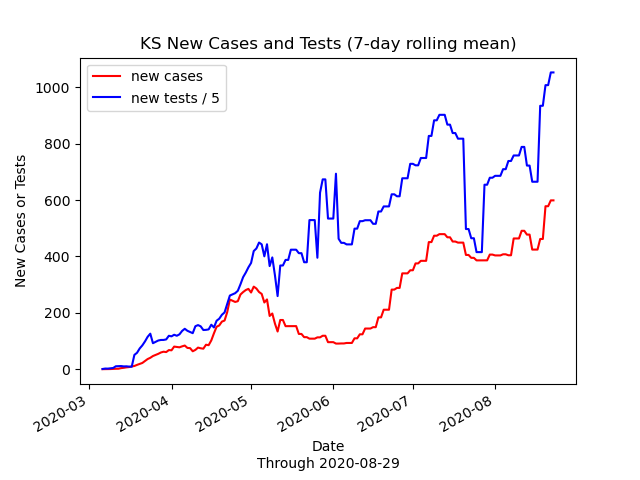 KS New Cases and Tests (7-day rolling mean)
new cases
new tests / 5
New Cases or Tests
1000
800
600
400
200
0
2020-03
2020-04
2020-05
2020-06
2020-07
2020-08
Date
Through 2020-08-29